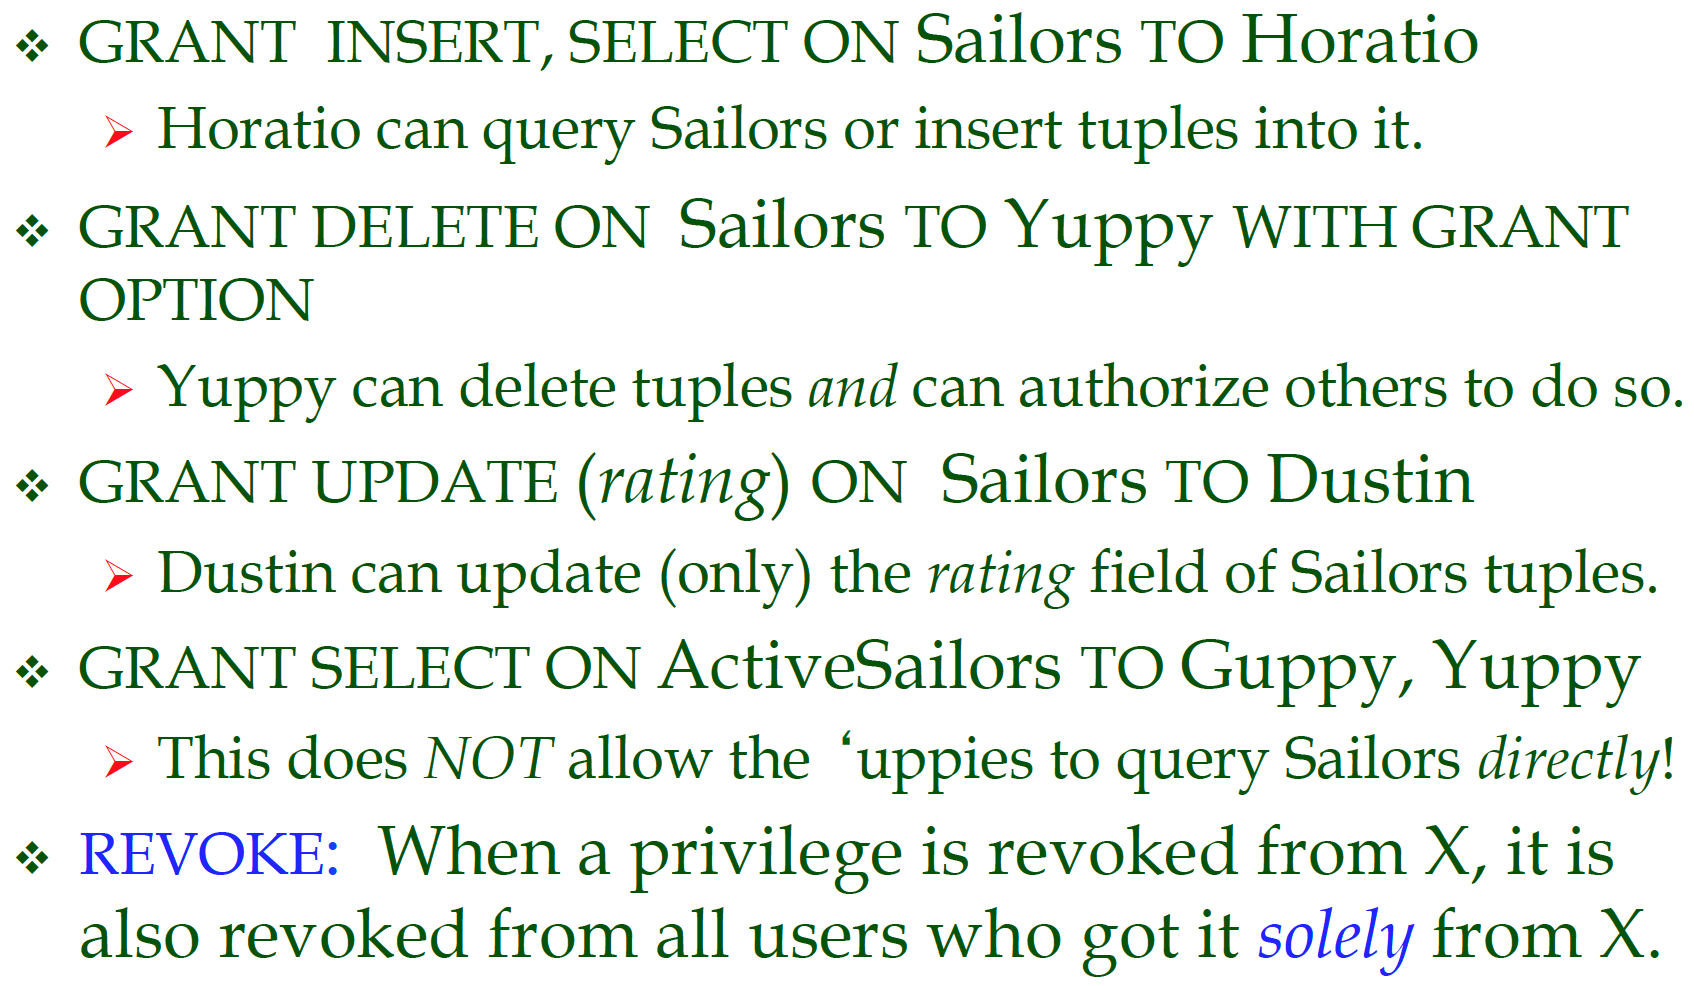 ❖ GRANT INSERT, SELECT ON Sailors TO Horatio
➢ Horatio can query Sailors or insert tuples into it.
❖ GRANT DELETE ON Sailors TO Yuppy WITH GRANT
OPTION
➢ Yuppy can delete tuples and can authorize others to do so.
❖ GRANT UPDATE (rating) ON Sailors TO Dustin
➢ Dustin can update (only) the rating field of Sailors tuples.
❖ GRANT SELECT ON ActiveSailors TO Guppy, Yuppy
➢ This does NOT allow the ‘uppies to query Sailors directly!
❖ REVOKE: When a privilege is revoked from X, it is
also revoked from all users who got it solely from X.